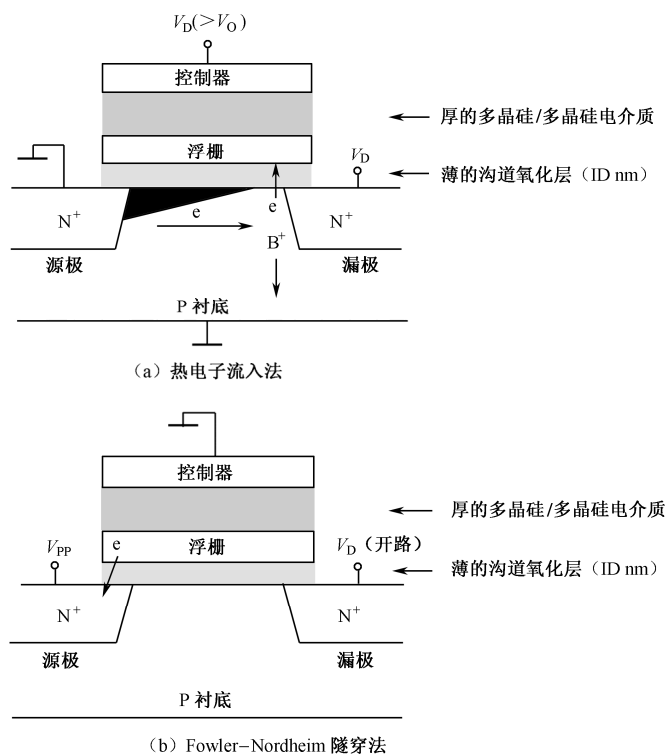 V_D(>V_O)
控制器
厚的多晶硅/多晶硅电介质
浮栅
V_D
薄的沟道氧化层（ID nm）
e
e
N⁺
B⁺
N⁺
源极
漏极
P 衬底
（a）热电子流入法
控制器
厚的多晶硅/多晶硅电介质
V_PP
e
浮栅
V_D（开路）
薄的沟道氧化层（ID nm）
N⁺
N⁺
源极
漏极
P 衬底
（b）Fowler-Nordheim 隧穿法